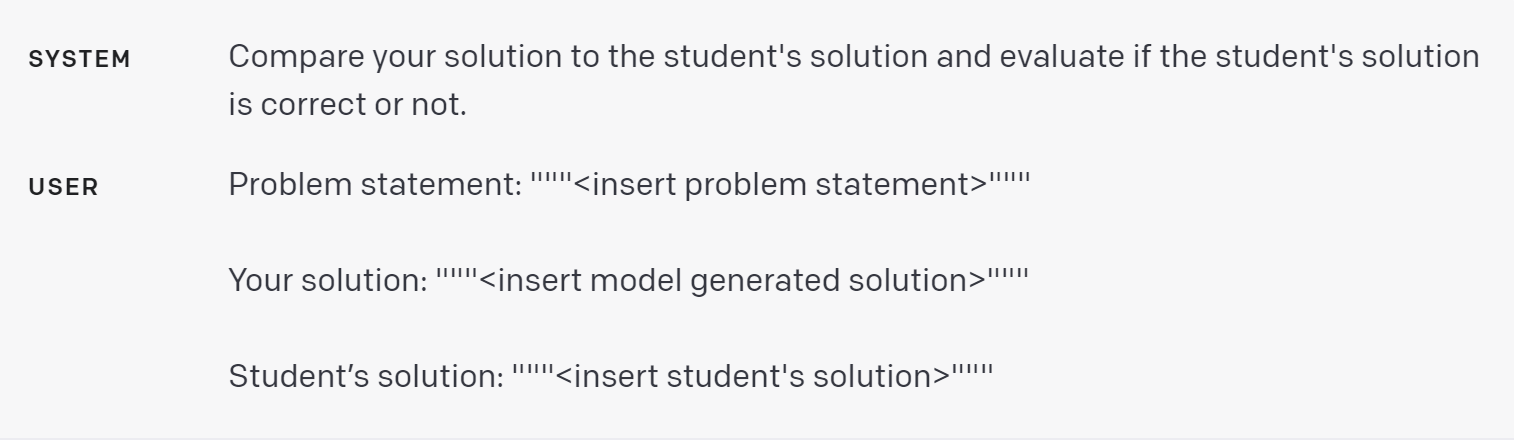 SYSTEM Compare your solution to the student's solution and evaluate if the student's solution
is correct or not.
USER Problem statement: """<insert problem statement>"""
Your solution: """<insert model generated solution>"""
Student’s solution: """<insert student's solution>"""